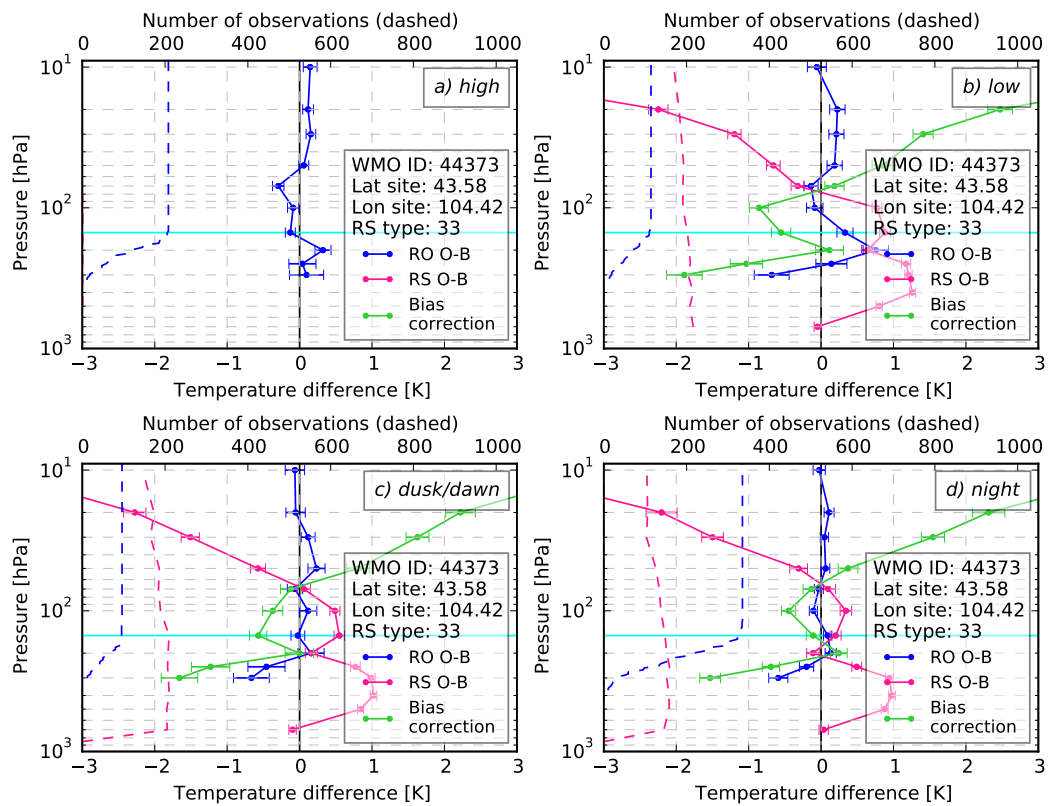 Number of observations (dashed)
0 200 400 600 800 1000
10¹
10²
10³
Pressure [hPa]
a) high
WMO ID: 44373
Lat site: 43.58
Lon site: 104.42
RS type: 33
RO O-B
RS O-B
Bias
correction
−3 −2 −1 0 1 2 3
Temperature difference [K]
Number of observations (dashed)
0 200 400 600 800 1000
10¹
10²
10³
Pressure [hPa]
b) low
WMO ID: 44373
Lat site: 43.58
Lon site: 104.42
RS type: 33
RO O-B
RS O-B
Bias
correction
−3 −2 −1 0 1 2 3
Temperature difference [K]
Number of observations (dashed)
0 200 400 600 800 1000
10¹
10²
10³
Pressure [hPa]
c) dusk/dawn
WMO ID: 44373
Lat site: 43.58
Lon site: 104.42
RS type: 33
RO O-B
RS O-B
Bias
correction
−3 −2 −1 0 1 2 3
Temperature difference [K]
Number of observations (dashed)
0 200 400 600 800 1000
10¹
10²
10³
Pressure [hPa]
d) night
WMO ID: 44373
Lat site: 43.58
Lon site: 104.42
RS type: 33
RO O-B
RS O-B
Bias
correction
−3 −2 −1 0 1 2 3
Temperature difference [K]